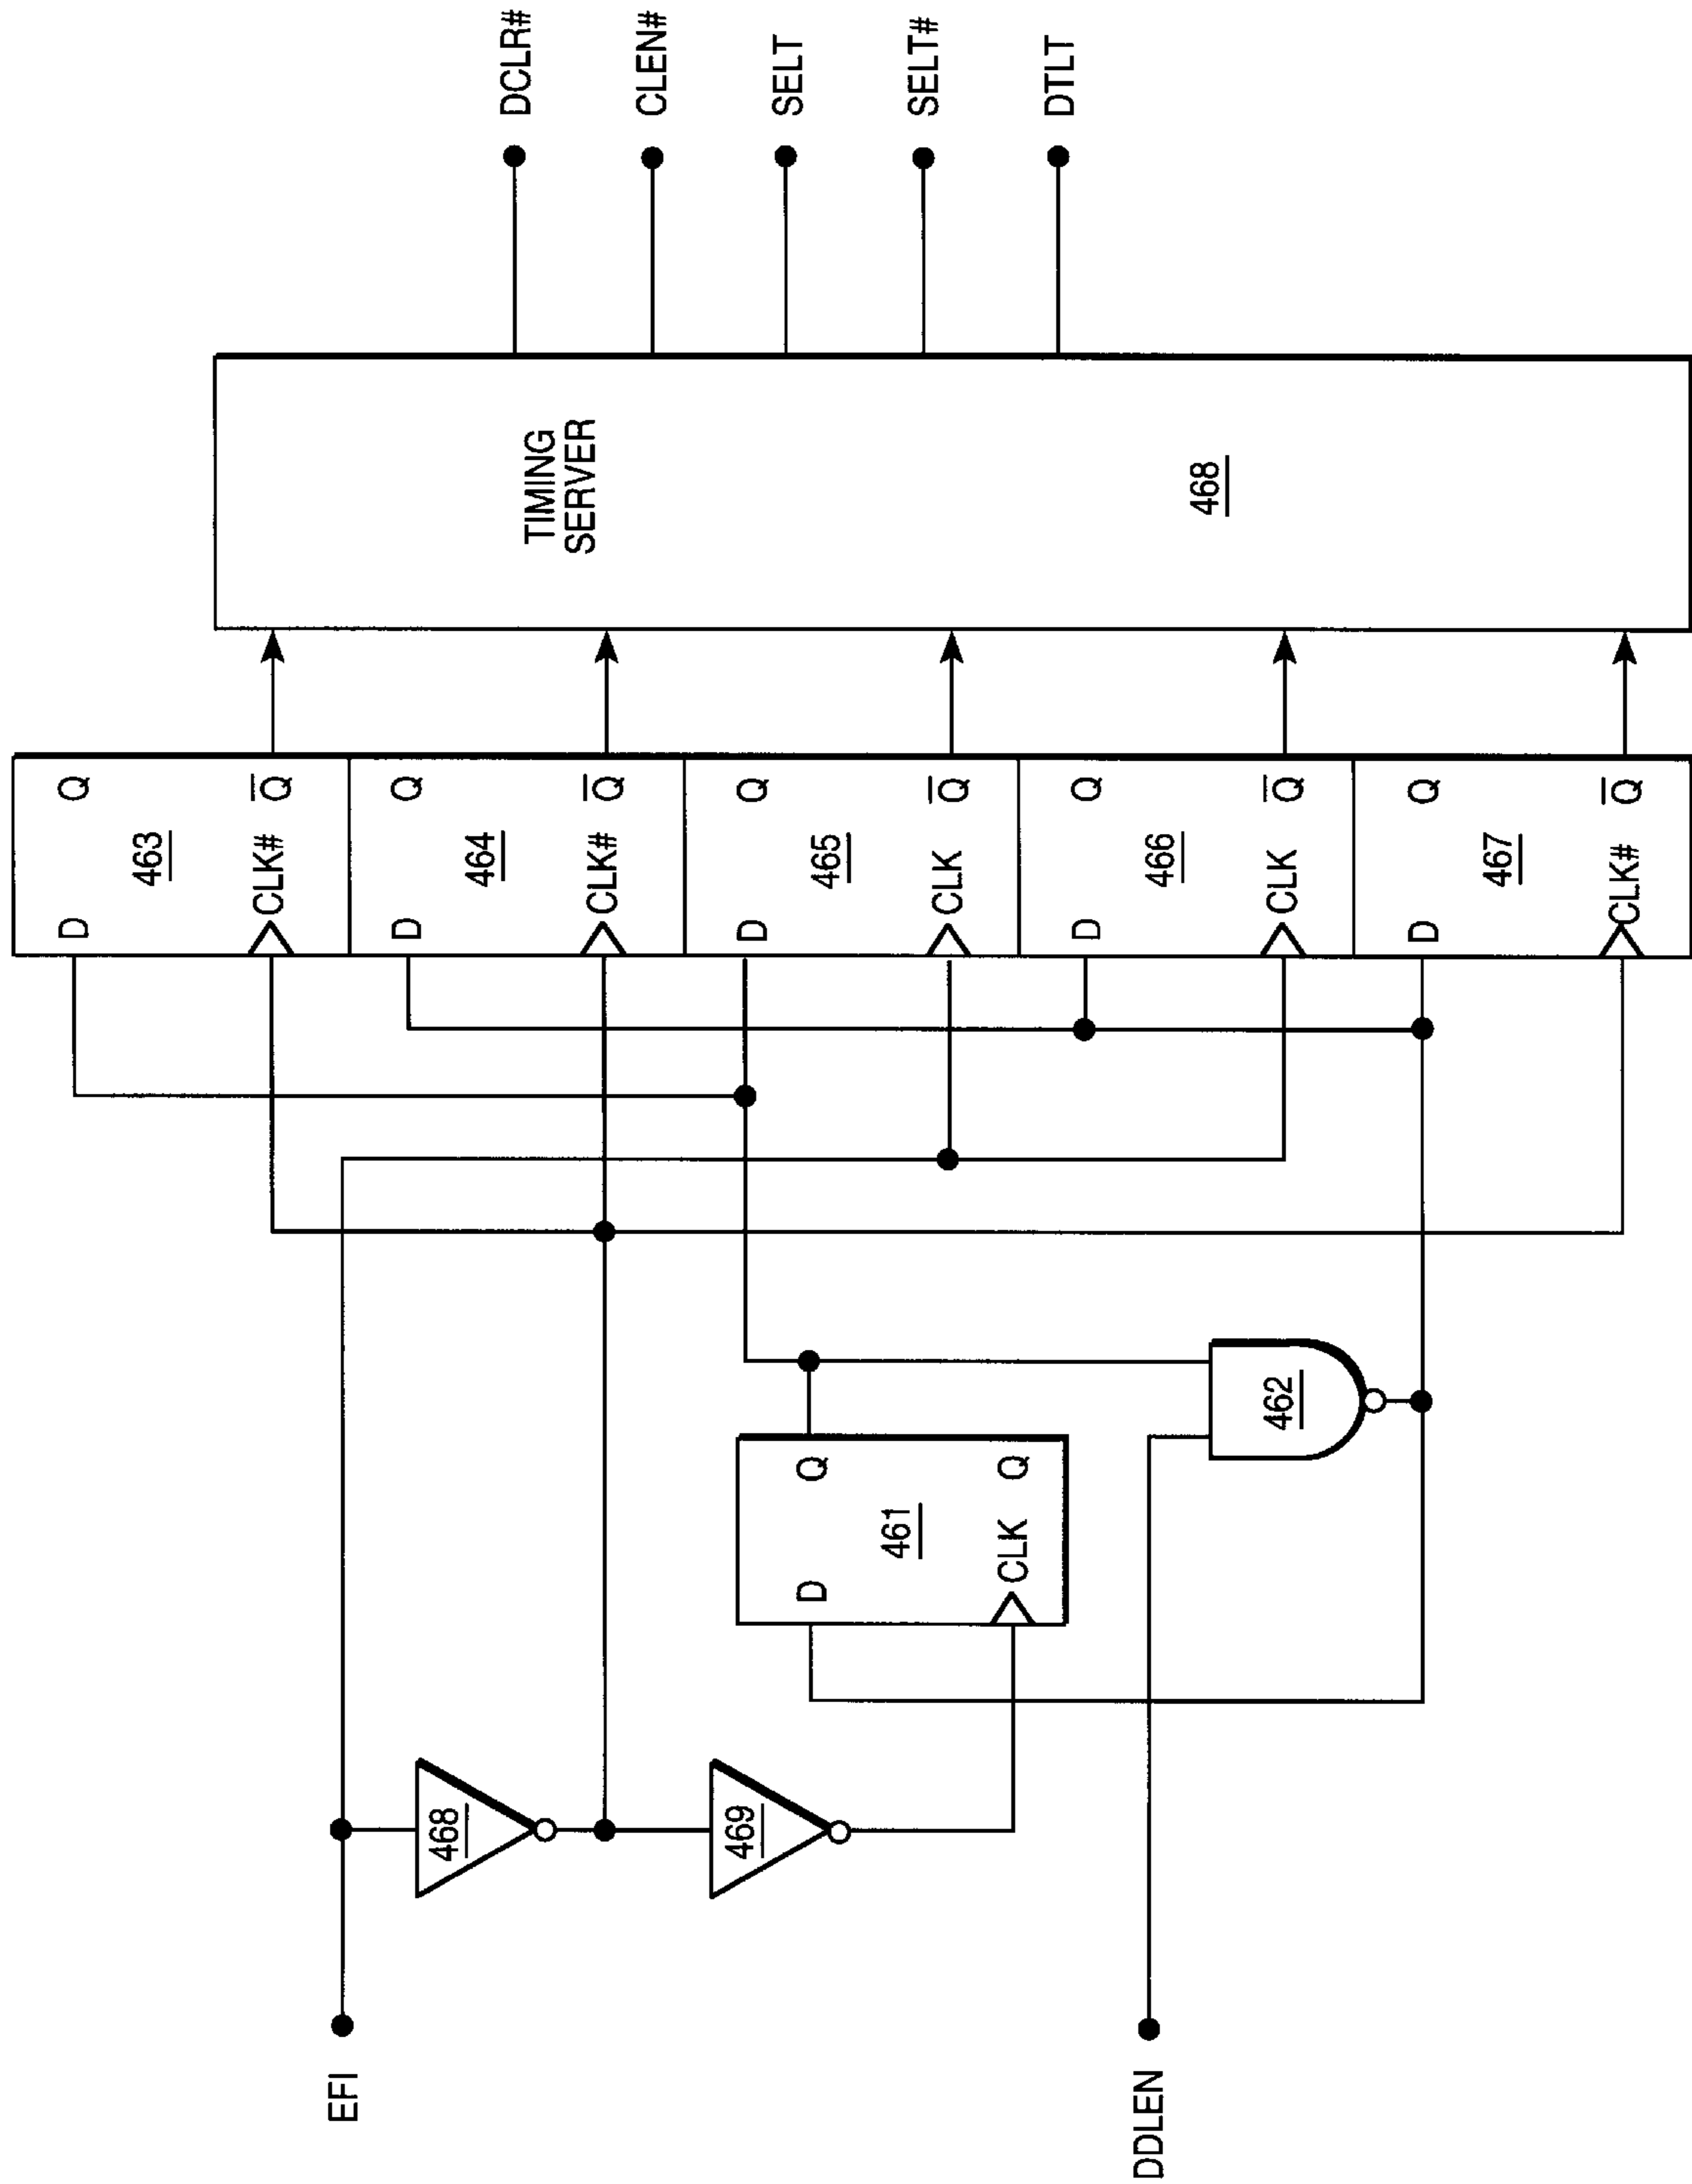 EFI
DDLEN
468
469
D
Q
461
CLK
Q
462
D
Q
463
CLK#
Q
D
Q
464
CLK#
Q
D
Q
465
CLK
Q
D
Q
466
CLK
Q
D
Q
467
CLK#
Q
TIMING
SERVER
468
DCLR#
CLEN#
SELT
SELT#
DTLT